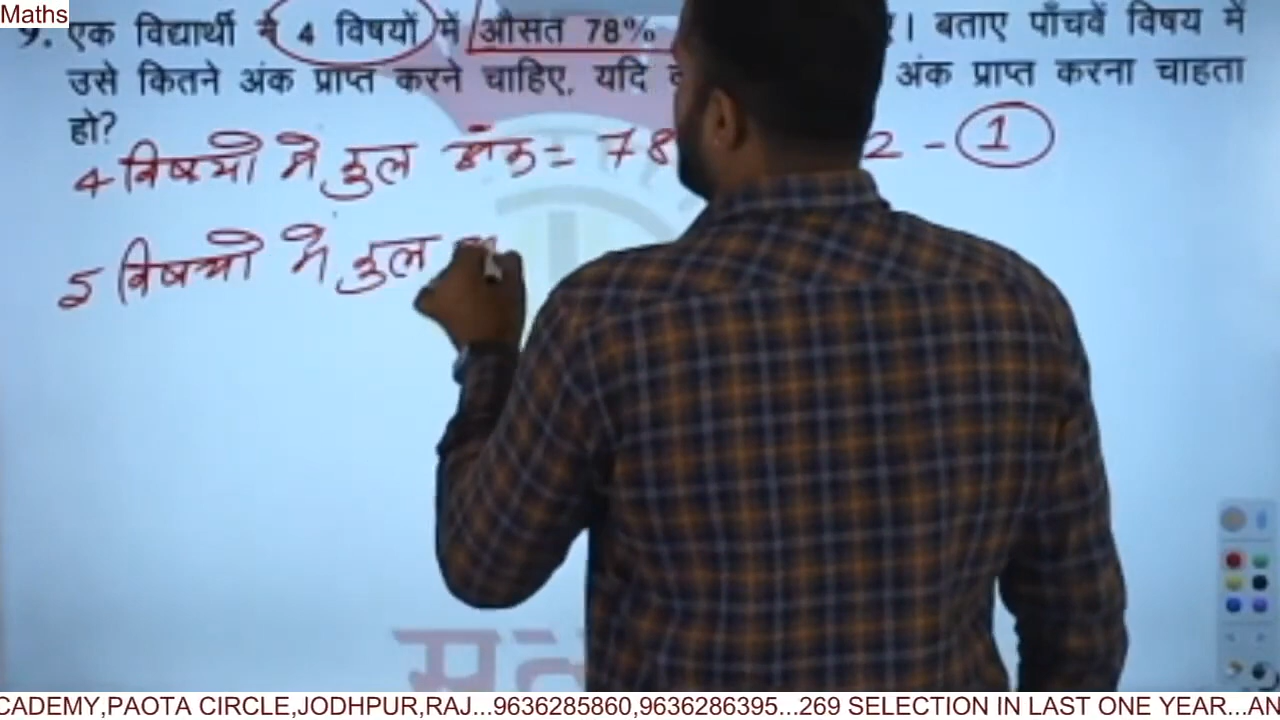 Maths
9. एक विद्यार्थी ने 4 विषयों में औसत 78% । बताए पाँचवें विषय में
उसे कितने अंक प्राप्त करने चाहिए, यदि अंक प्राप्त करना चाहता
हो?
4 विषयो मे कुल अंक = 78 2 - 1
5 विषयो मे कुल
CADEMY,PAOTA CIRCLE,JODHPUR,RAJ...9636285860,9636286395...269 SELECTION IN LAST ONE YEAR...AN